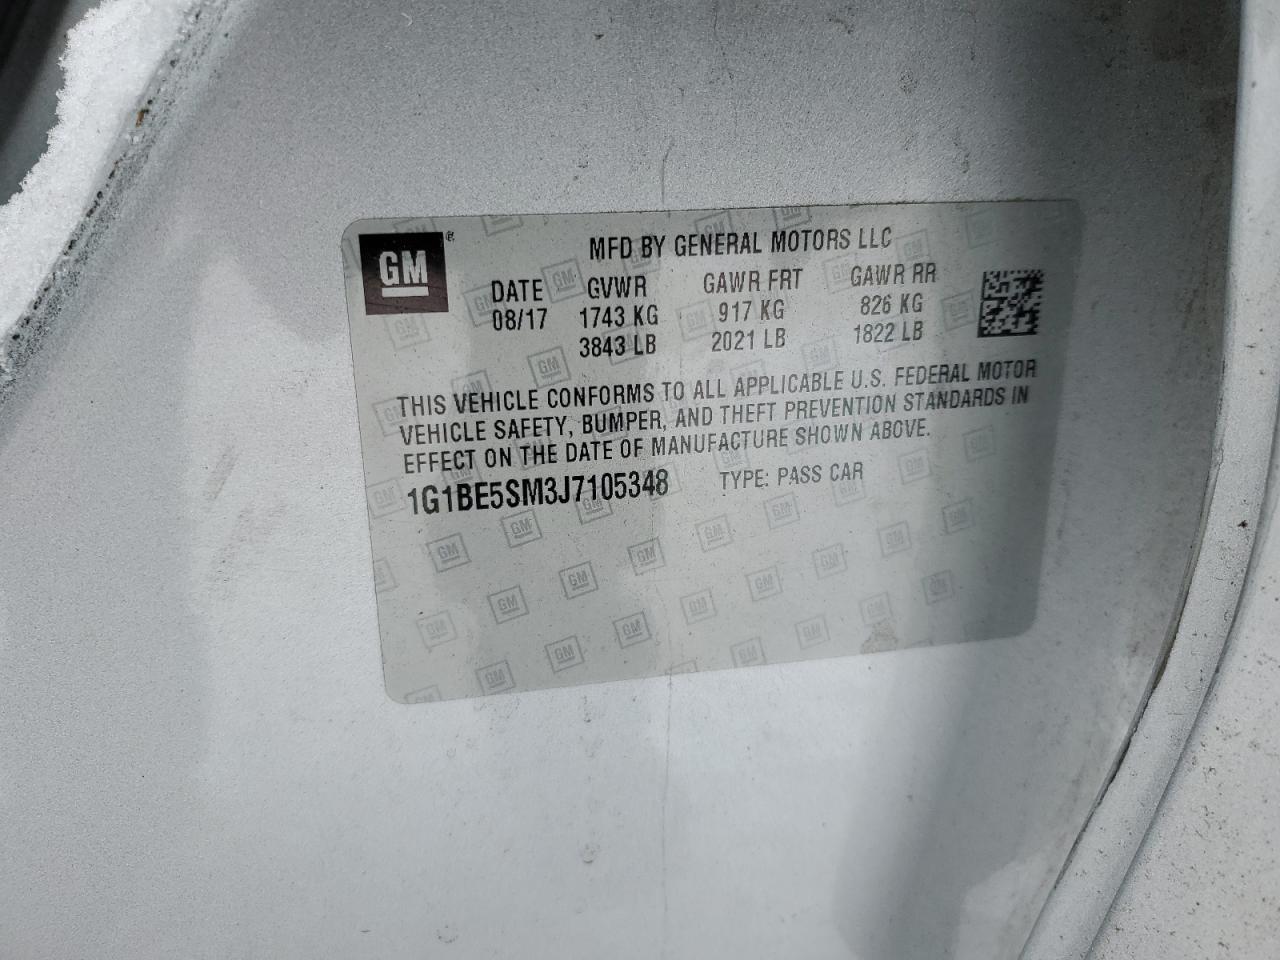 GM®
MFD BY GENERAL MOTORS LLC
DATE GVWR GAWR FRT GAWR RR
08/17 1743 KG 917 KG 826 KG
3843 LB 2021 LB 1822 LB
THIS VEHICLE CONFORMS TO ALL APPLICABLE U.S. FEDERAL MOTOR
VEHICLE SAFETY, BUMPER, AND THEFT PREVENTION STANDARDS IN
EFFECT ON THE DATE OF MANUFACTURE SHOWN ABOVE.
1G1BE5SM3J7105348 TYPE: PASS CAR